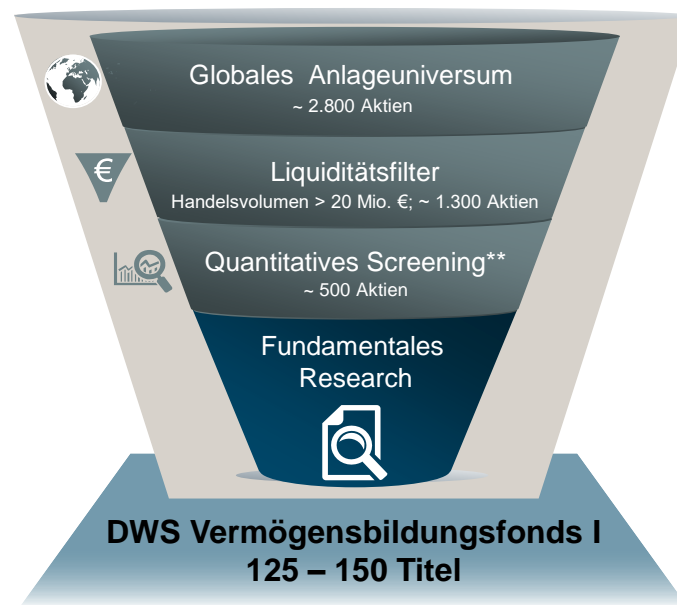 Globales Anlageuniversum
~ 2.800 Aktien
€
Liquiditätsfilter
Handelsvolumen > 20 Mio. €; ~ 1.300 Aktien
Quantitatives Screening**
~ 500 Aktien
Fundamentales
Research
DWS Vermögensbildungsfonds I
125 – 150 Titel